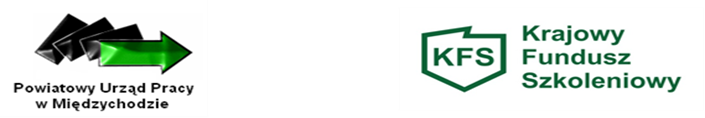 Powiatowy Urząd Pracy
w Międzychodzie
KFS
Krajowy
Fundusz
Szkoleniowy